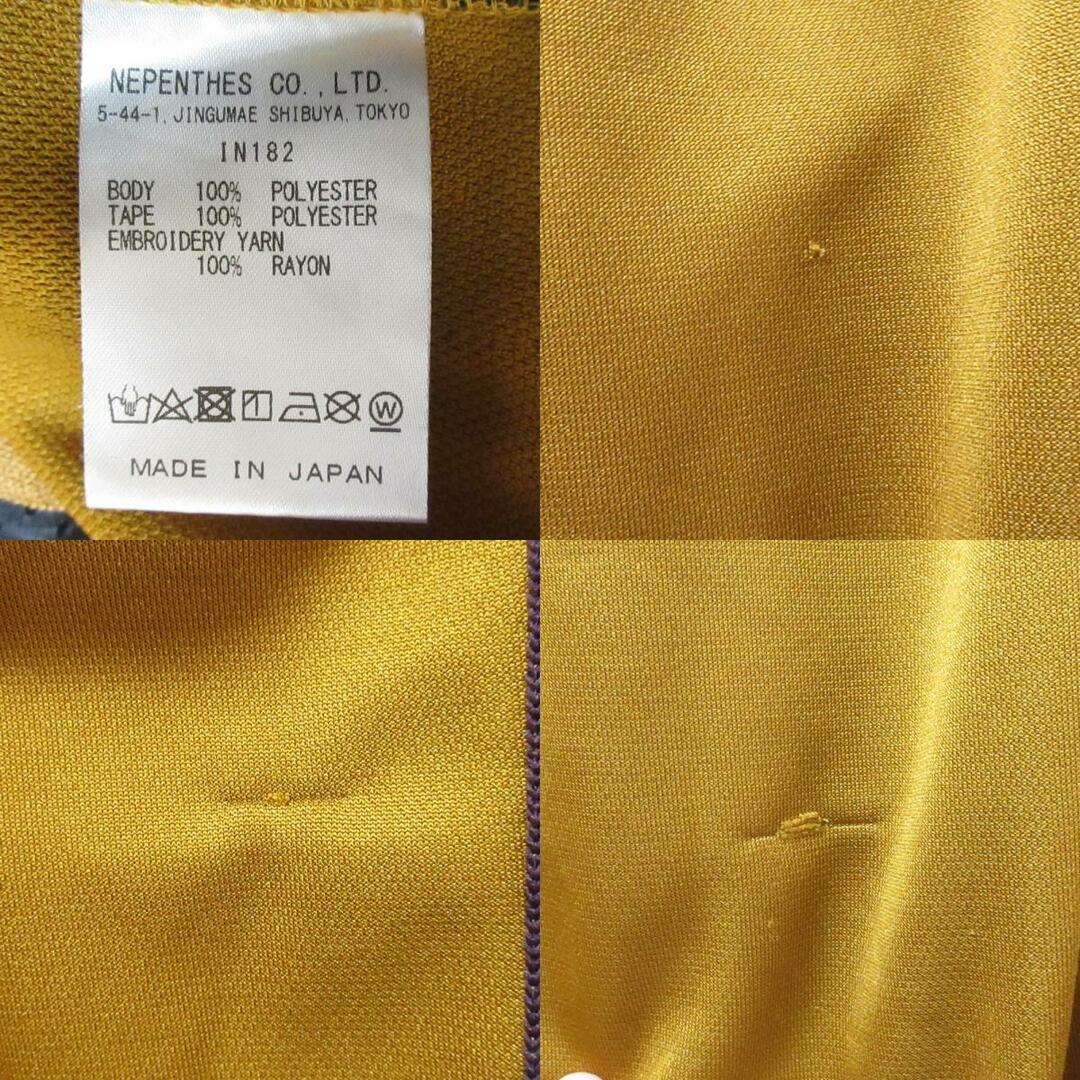 NEPENTHES CO., LTD.
5-44-1, JINGUMAE SHIBUYA, TOKYO
IN182
BODY 100% POLYESTER
TAPE 100% POLYESTER
EMBROIDERY YARN
100% RAYON
W
MADE IN JAPAN